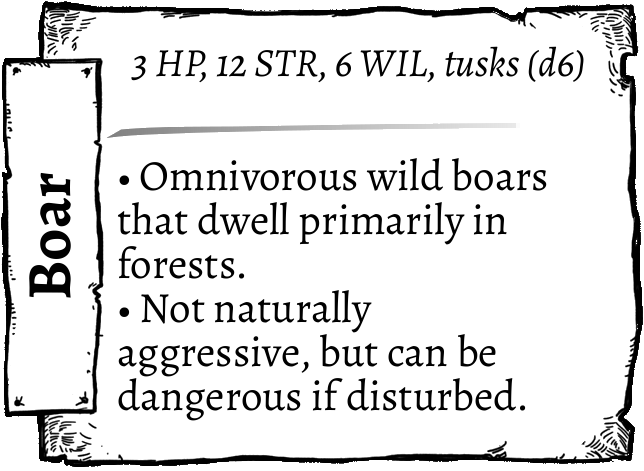 Boar
3 HP, 12 STR, 6 WIL, tusks (d6)
• Omnivorous wild boars
that dwell primarily in
forests.
• Not naturally
aggressive, but can be
dangerous if disturbed.